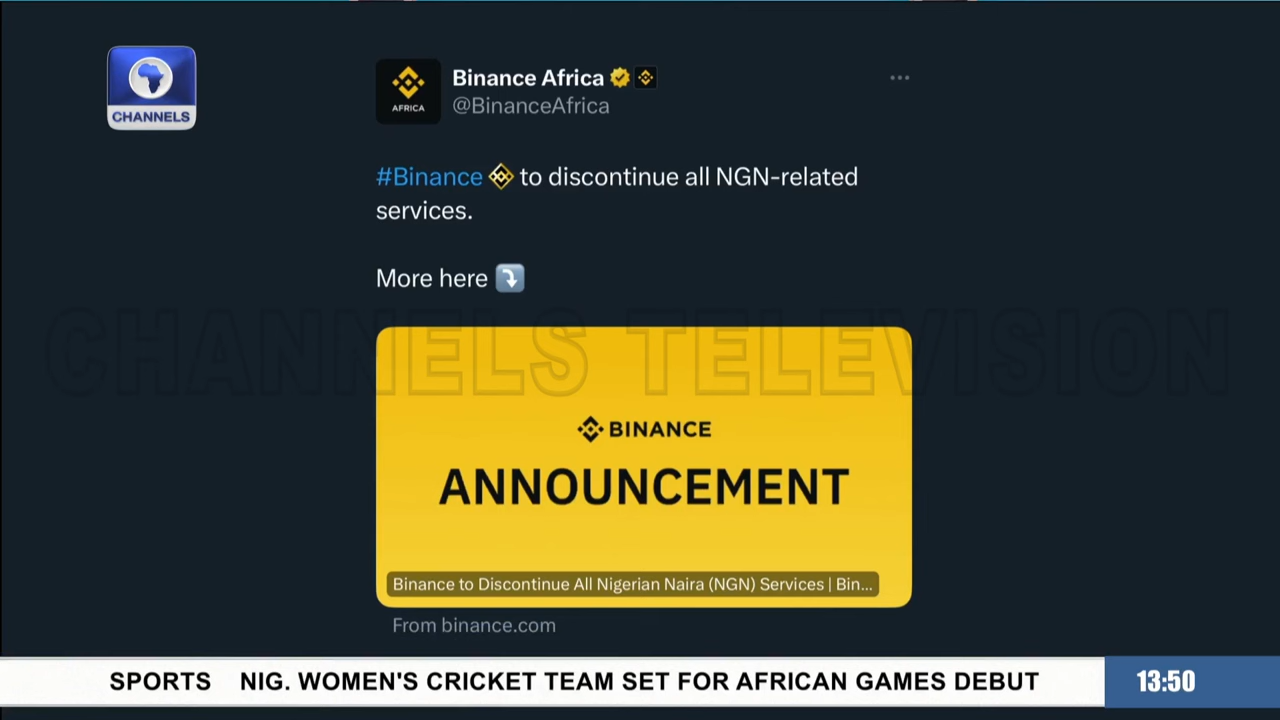 CHANNELS
AFRICA
Binance Africa
@BinanceAfrica
#Binance to discontinue all NGN-related
services.
More here
CHANNELS TELEVISION
BINANCE
ANNOUNCEMENT
Binance to Discontinue All Nigerian Naira (NGN) Services | Bin...
From binance.com
SPORTS NIG. WOMEN'S CRICKET TEAM SET FOR AFRICAN GAMES DEBUT
13:50